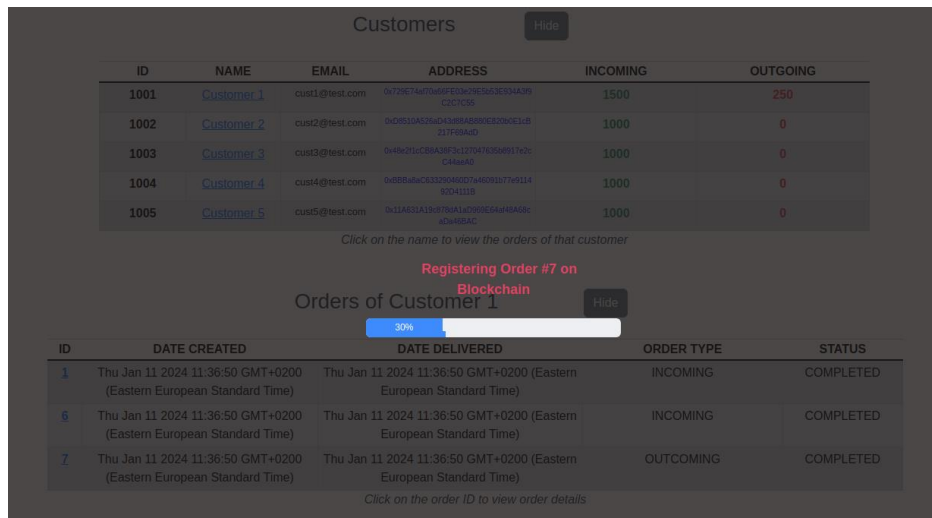 Customers Hide
ID NAME EMAIL ADDRESS INCOMING OUTGOING
1001 Customer 1 cust1@test.com 1500 250
1002 Customer 2 cust2@test.com 1000 0
1003 Customer 3 cust3@test.com 1000 0
1004 Customer 4 cust4@test.com 1000 0
1005 Customer 5 cust5@test.com 1000 0
Click on the name to view the orders of that customer
Registering Order #7 on
Blockchain
Orders of Customer 1 Hide
30%
ID DATE CREATED DATE DELIVERED ORDER TYPE STATUS
1 Thu Jan 11 2024 11:36:50 GMT+0200 Thu Jan 11 2024 11:36:50 GMT+0200 (Eastern INCOMING COMPLETED
(Eastern European Standard Time) European Standard Time)
6 Thu Jan 11 2024 11:36:50 GMT+0200 Thu Jan 11 2024 11:36:50 GMT+0200 (Eastern INCOMING COMPLETED
(Eastern European Standard Time) European Standard Time)
7 Thu Jan 11 2024 11:36:50 GMT+0200 Thu Jan 11 2024 11:36:50 GMT+0200 (Eastern OUTCOMING COMPLETED
(Eastern European Standard Time) European Standard Time)
Click on the order ID to view order details